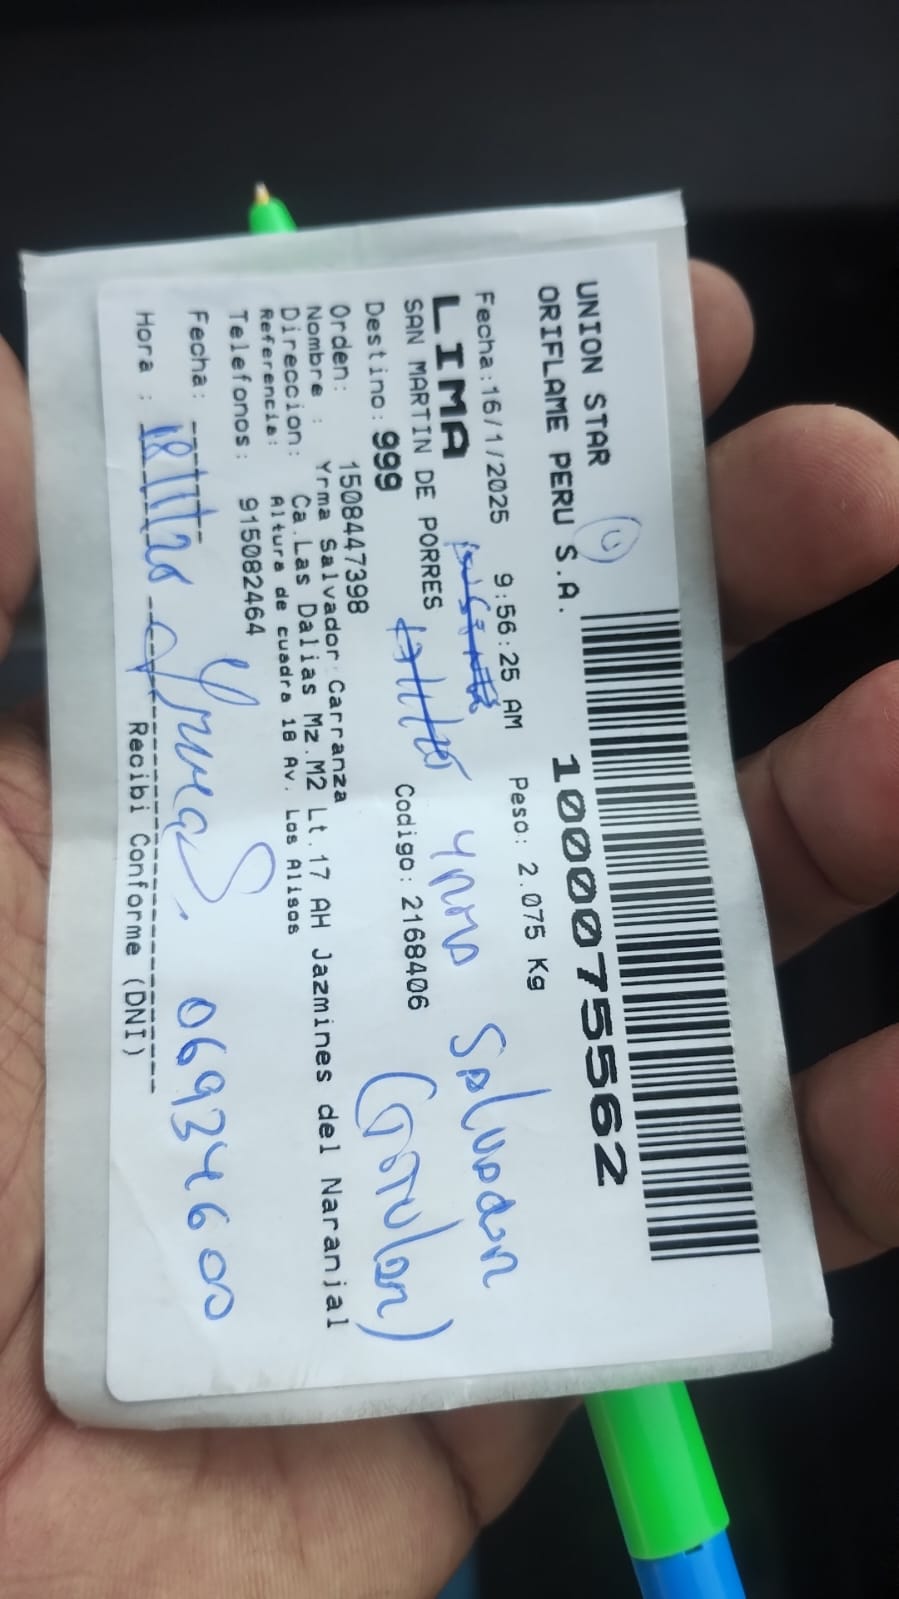 UNION STAR
ORIFLAME PERU S.A.
10000755562
Fecha:16/1/2025 9:56:25 AM Peso: 2.075 Kg
LIMA
Yrma Salvador
SAN MARTIN DE PORRES
(Titular)
Destino: 999 Codigo: 2168406
Orden: 1508447398
Nombre : Yrma Salvador Carranza
Direccion: Ca.Las Dalias Mz.M2 Lt.17 AH Jazmines del Naranjal
Referencia: Altura de cuadra 18 Av. Los Alisos
Telefonos: 915082464
Fecha: YrmaS. 06934600
Hora :
Recibi Conforme (DNI)